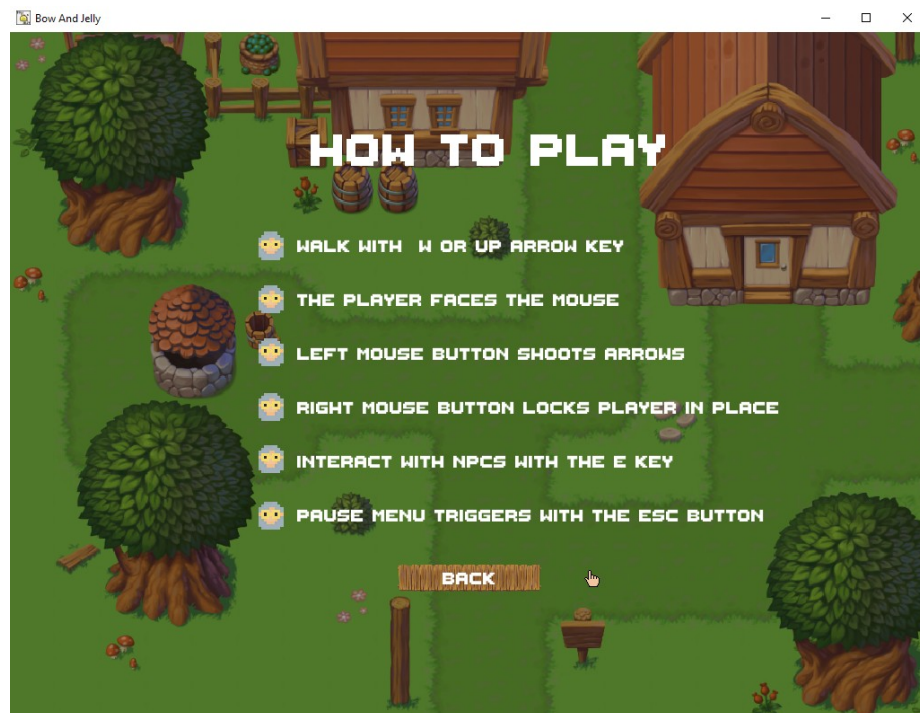 Bow And Jelly
HOW TO PLAY
WALK WITH  W OR UP ARROW KEY
THE PLAYER FACES THE MOUSE
LEFT MOUSE BUTTON SHOOTS ARROWS
RIGHT MOUSE BUTTON LOCKS PLAYER IN PLACE
INTERACT WITH NPCS WITH THE E KEY
PAUSE MENU TRIGGERS WITH THE ESC BUTTON
BACK